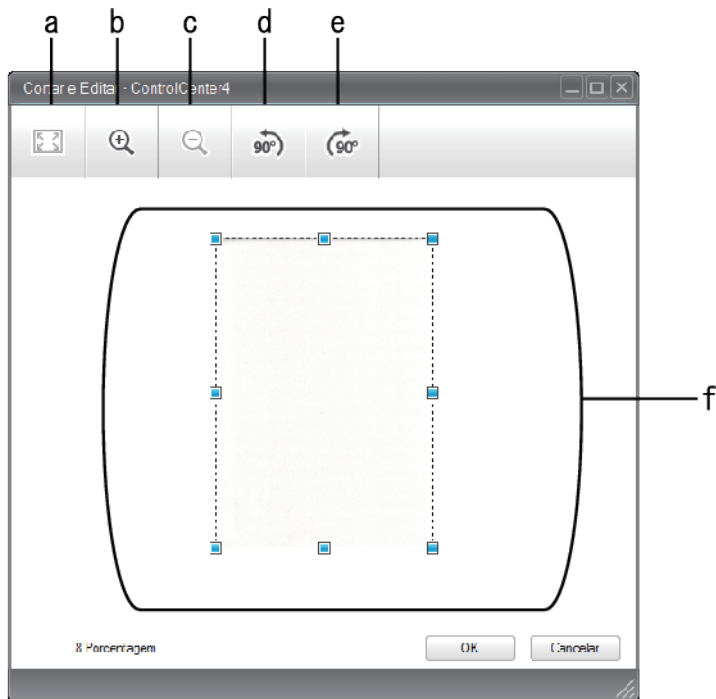 a b c d e
Cortar e Editar - ControlCenter4
90° 90°
f
8 Porcentagem OK Cancelar